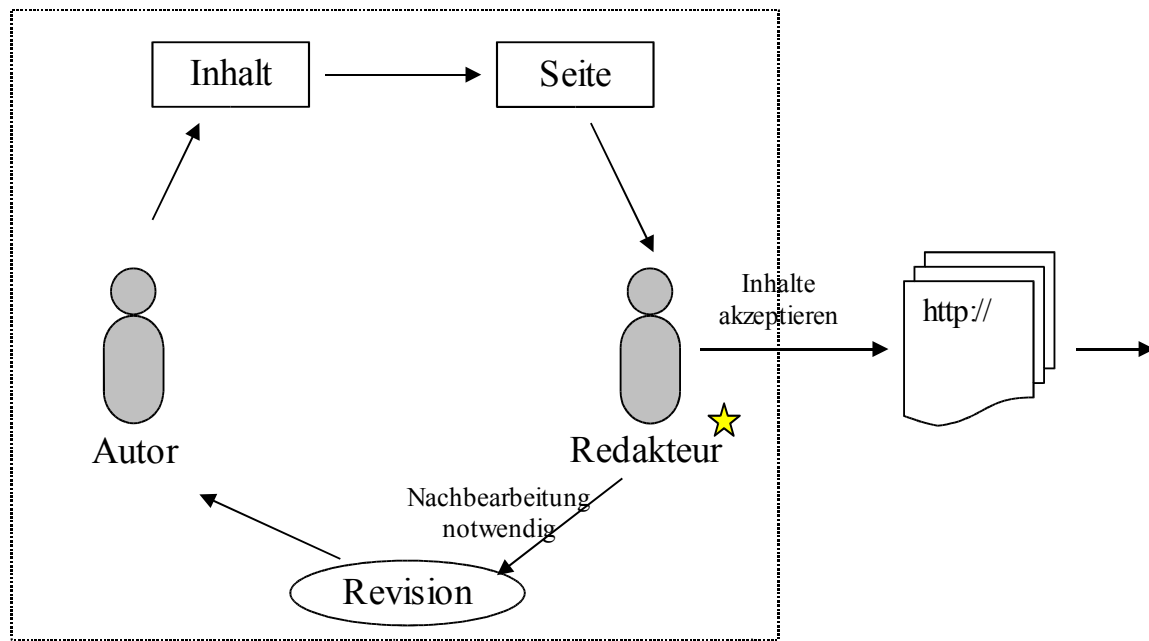 Inhalt
Seite
Inhalte
akzeptieren
http://
Autor
Redakteur
Nachbearbeitung
notwendig
Revision